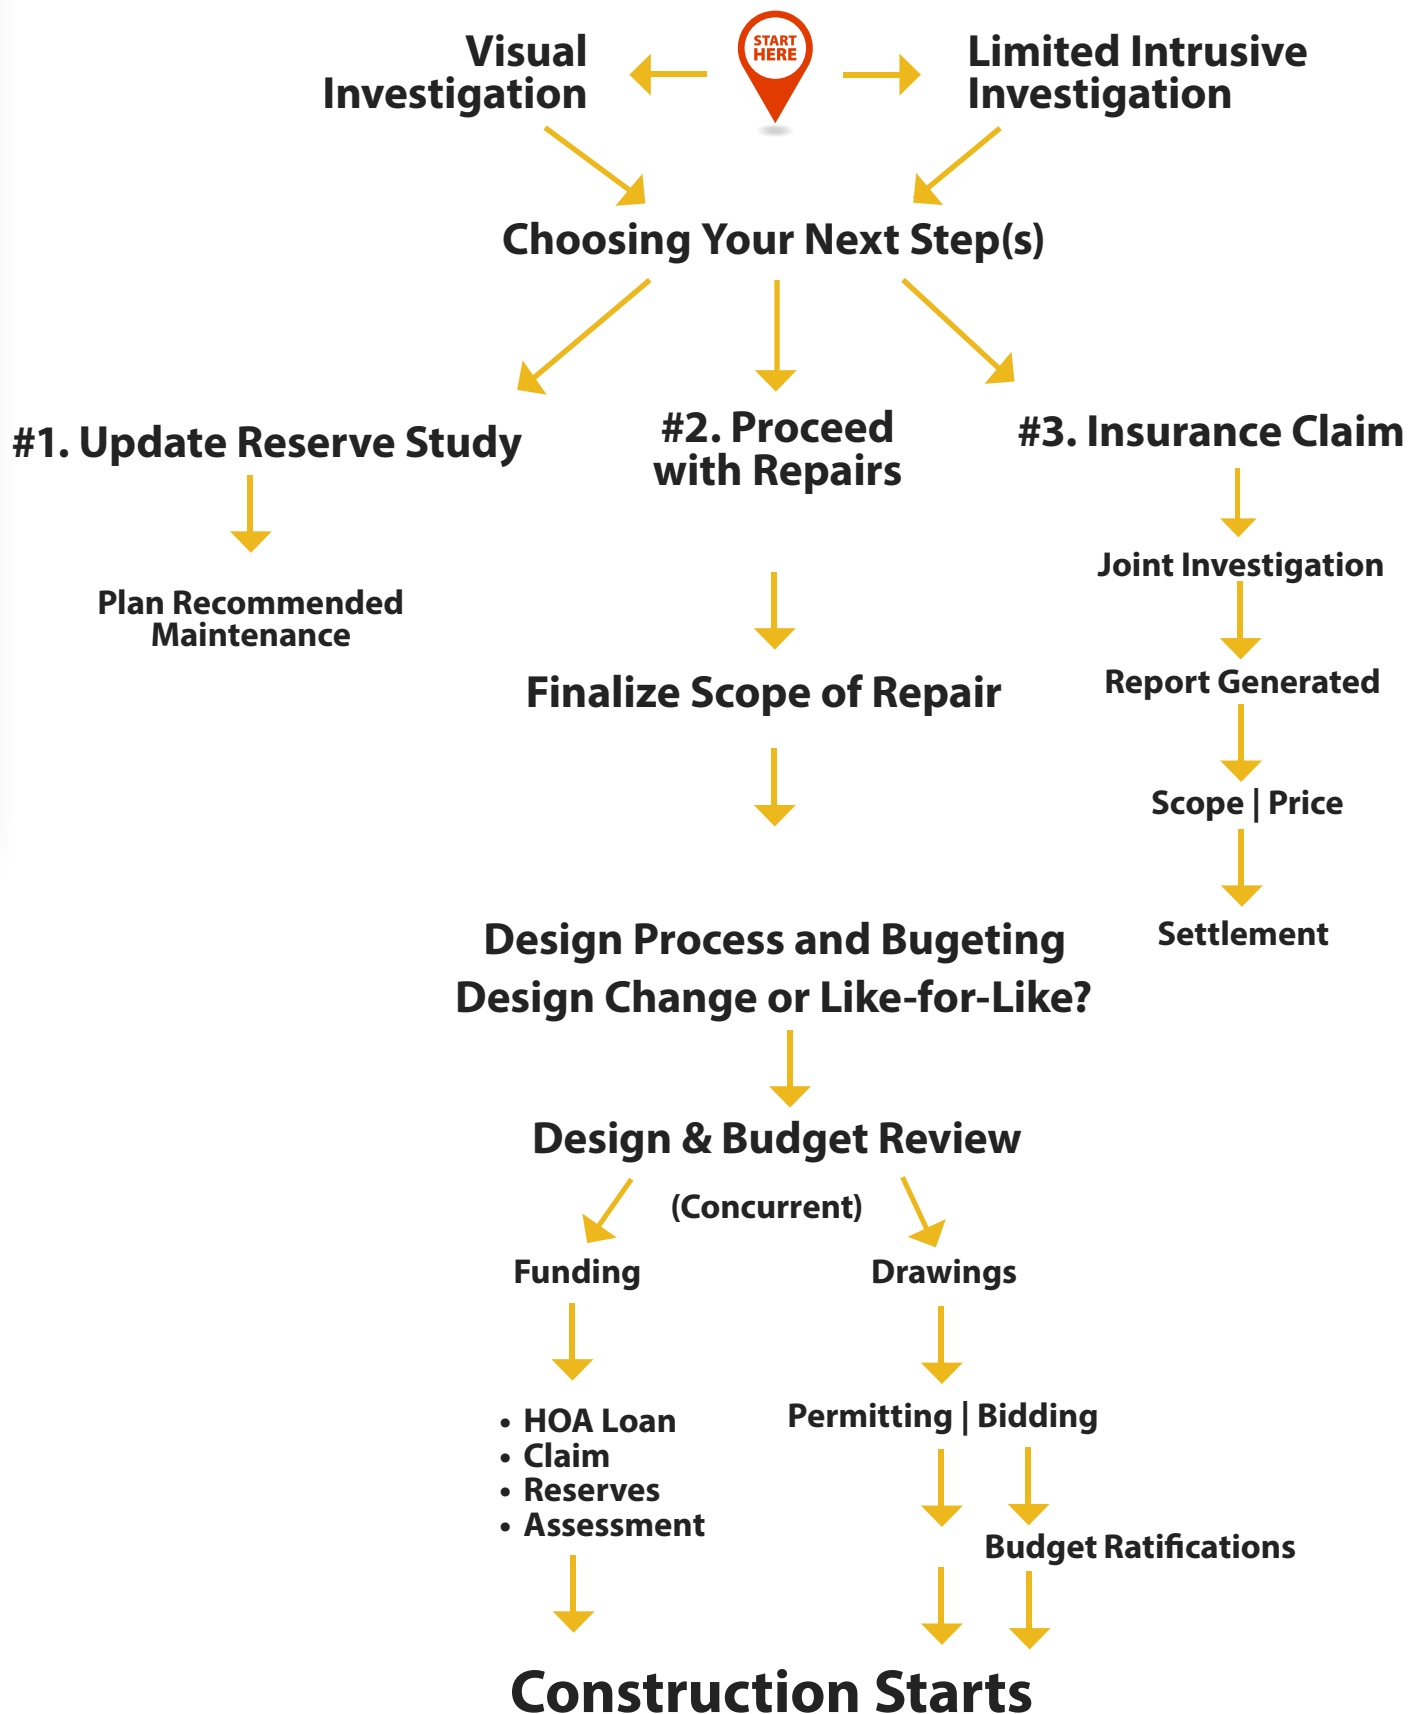 START
HERE
Visual
Investigation
Limited Intrusive
Investigation
Choosing Your Next Step(s)
#1. Update Reserve Study
#2. Proceed
with Repairs
#3. Insurance Claim
Plan Recommended
Maintenance
Joint Investigation
Report Generated
Scope | Price
Settlement
Finalize Scope of Repair
Design Process and Bugeting
Design Change or Like-for-Like?
Design & Budget Review
(Concurrent)
Funding
Drawings
• HOA Loan
• Claim
• Reserves
• Assessment
Permitting | Bidding
Budget Ratifications
Construction Starts